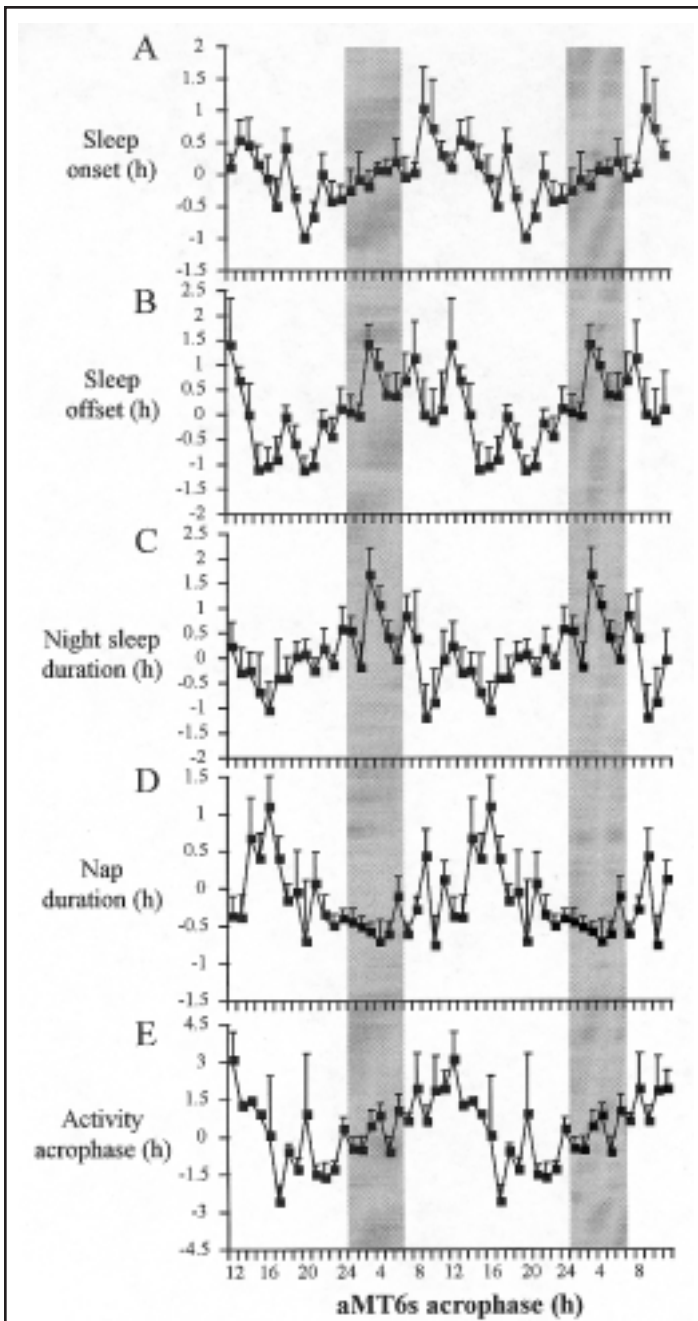 A
Sleep
onset (h)
2
1.5
1
0.5
0
-0.5
-1
-1.5
B
Sleep
offset (h)
2.5
2
1.5
1
0.5
0
-0.5
-1
-1.5
-2
C
Night sleep
duration (h)
2.5
2
1.5
1
0.5
0
-0.5
-1
-1.5
-2
D
Nap
duration (h)
1.5
1
0.5
0
-0.5
-1
-1.5
E
Activity
acrophase (h)
4.5
3
1.5
0
-1.5
-3
-4.5
12 16 20 24 4 8 12 16 20 24 4 8
aMT6s acrophase (h)